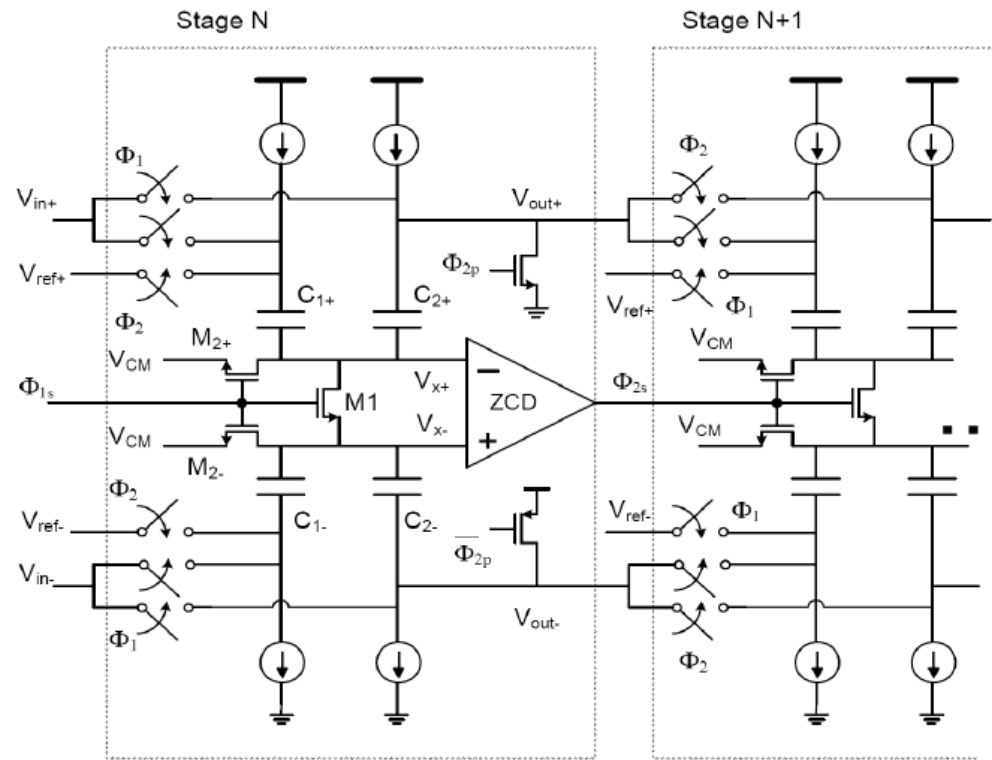 Stage N
Stage N+1
Φ1
Φ2
Vin+
Vout+
Vref+
Φ2p
Φ2
C1+
C2+
Vref+
Φ1
M2+
VCM
VCM
Φ1s
M1
Vx+
−
ZCD
Φ2s
Vx-
+
VCM
VCM
M2-
Φ2
Vref-
C1-
C2-
Φ2p
Vref-
Φ1
Vin-
Φ1
Vout-
Φ2